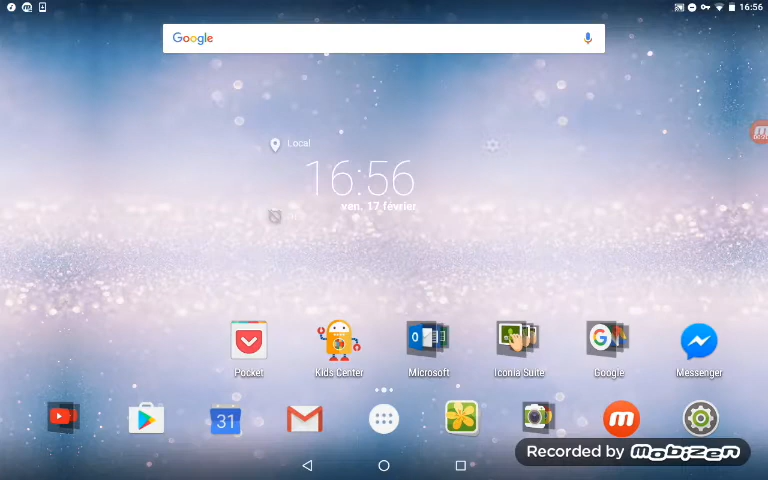 16:56
Google
Local
16:56
ven. 17 février
Pocket
Kids Center
Microsoft
Iconia Suite
Google
Messenger
31
Recorded by Mobizen